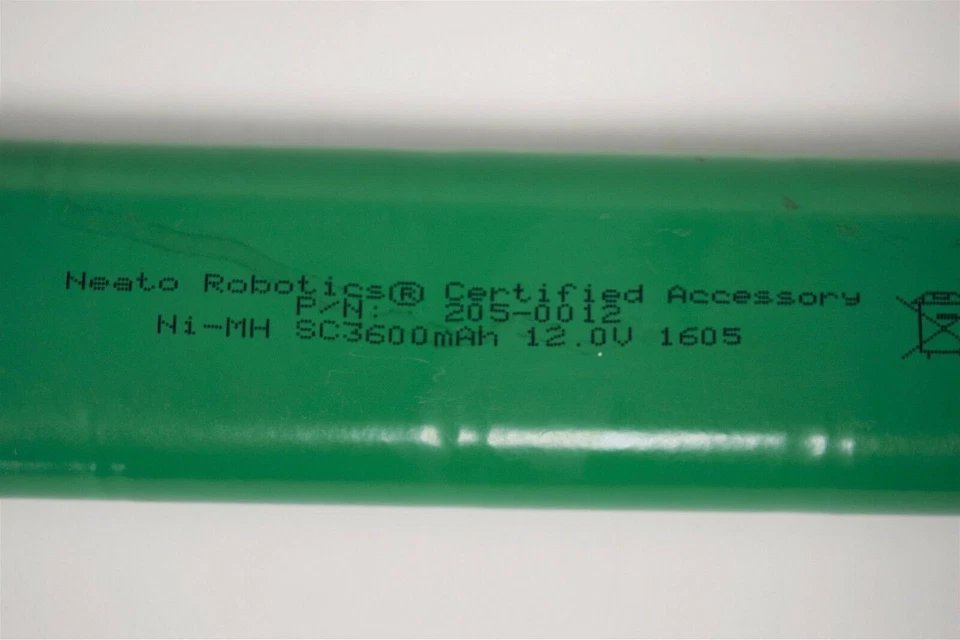 Neato Robotics® Certified Accessory
P/N: 205-0012
Ni-MH SC3600mAh 12.0V 1605